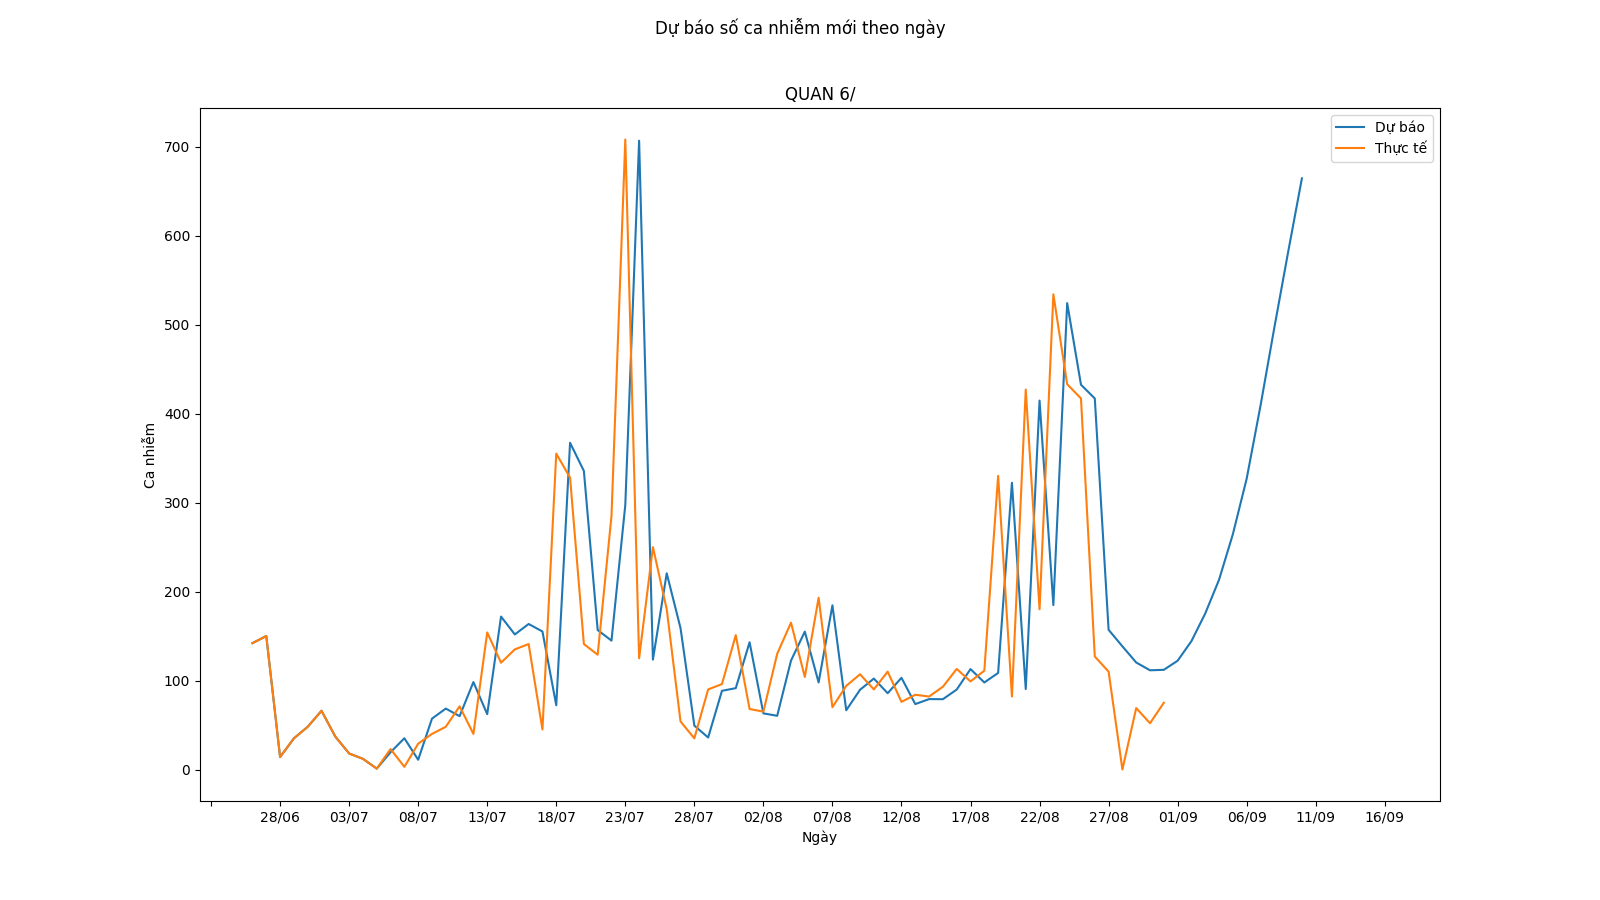 Dự báo số ca nhiễm mới theo ngày
QUAN 6/
Dự báo
Thực tế
700
600
500
400
300
200
100
0
Ca nhiễm
28/06 03/07 08/07 13/07 18/07 23/07 28/07 02/08 07/08 12/08 17/08 22/08 27/08 01/09 06/09 11/09 16/09
Ngày